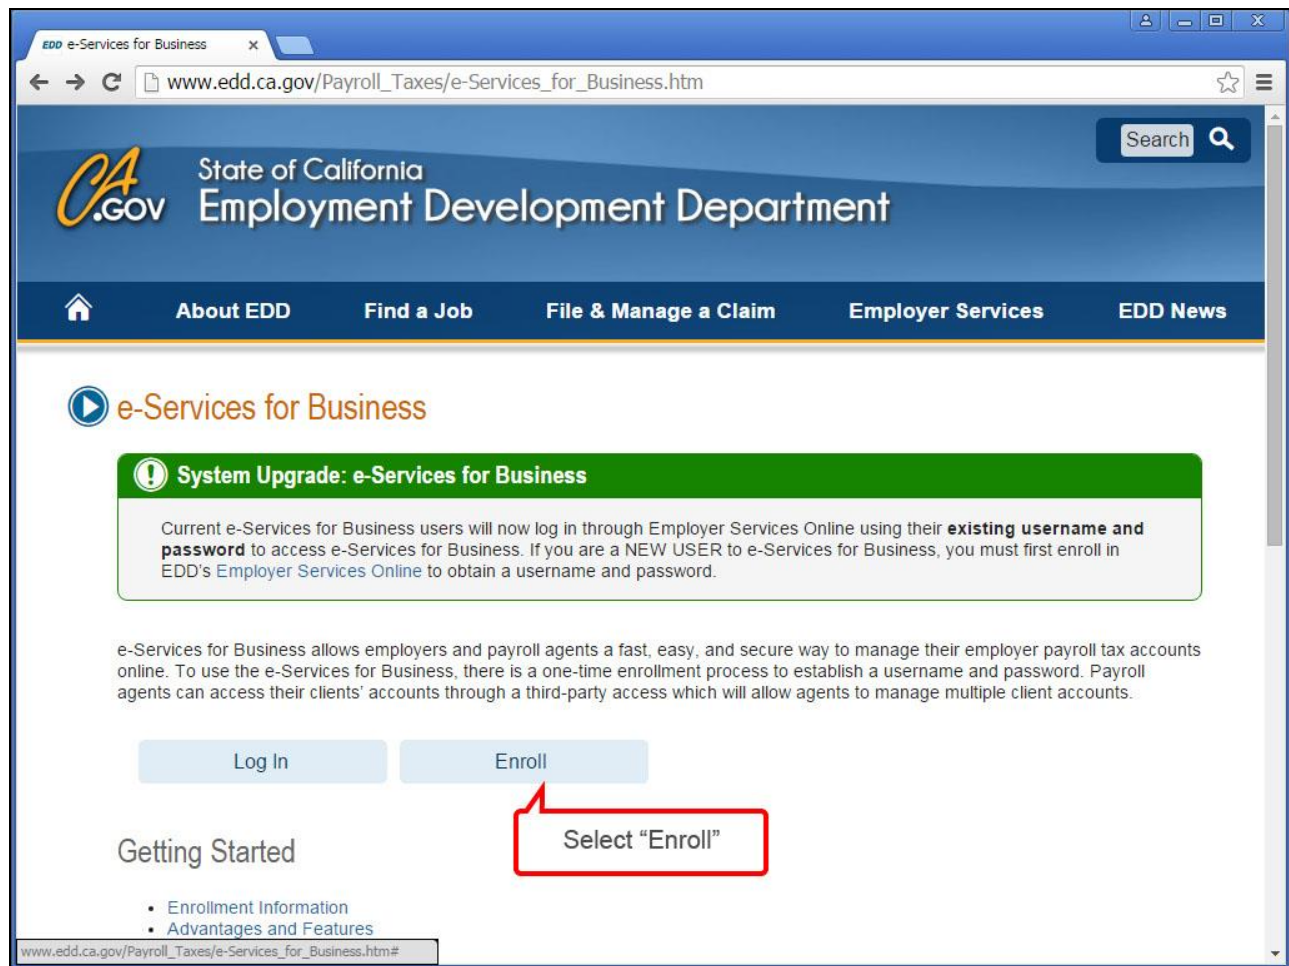 EDD e-Services for Business
www.edd.ca.gov/Payroll_Taxes/e-Services_for_Business.htm
Search
CA
.GOV
State of California
Employment Development Department
About EDD Find a Job File & Manage a Claim Employer Services EDD News
e-Services for Business
System Upgrade: e-Services for Business
Current e-Services for Business users will now log in through Employer Services Online using their existing username and
password to access e-Services for Business. If you are a NEW USER to e-Services for Business, you must first enroll in
EDD's Employer Services Online to obtain a username and password.
e-Services for Business allows employers and payroll agents a fast, easy, and secure way to manage their employer payroll tax accounts
online. To use the e-Services for Business, there is a one-time enrollment process to establish a username and password. Payroll
agents can access their clients' accounts through a third-party access which will allow agents to manage multiple client accounts.
Log In Enroll
Select “Enroll”
Getting Started
• Enrollment Information
• Advantages and Features
www.edd.ca.gov/Payroll_Taxes/e-Services_for_Business.htm#